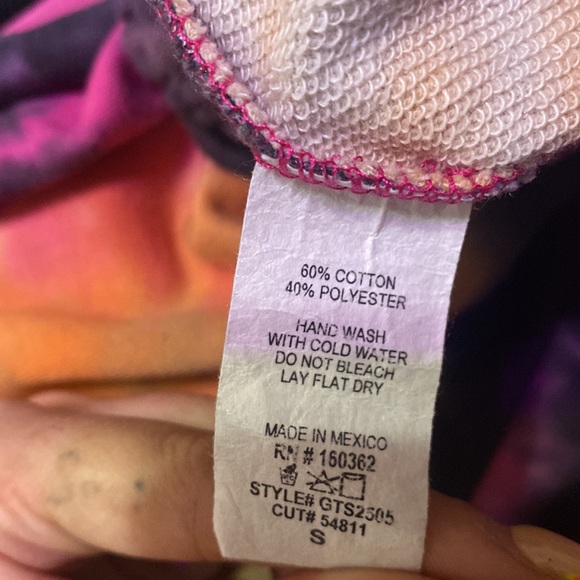 60% COTTON
40% POLYESTER
HAND WASH
WITH COLD WATER
DO NOT BLEACH
LAY FLAT DRY
MADE IN MEXICO
RN # 160362
STYLE# GTS2505
CUT# 54811
S